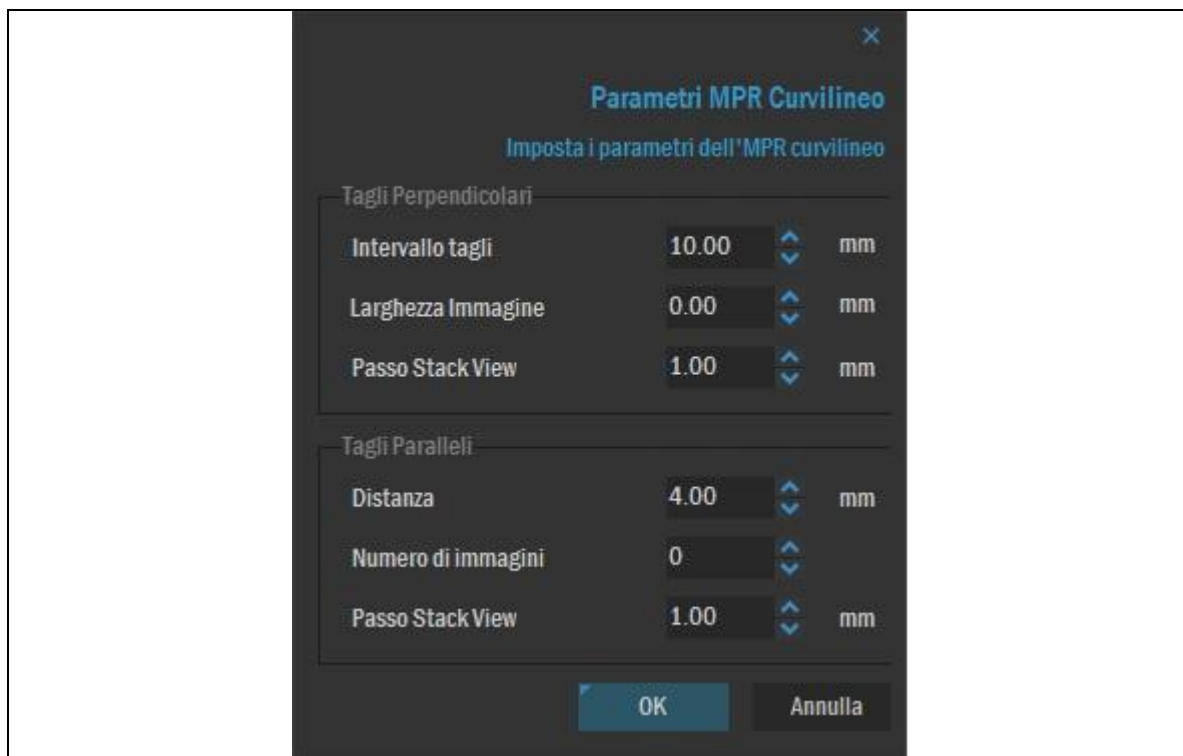 Parametri MPR Curvilineo
Imposta i parametri dell'MPR curvilineo
Tagli Perpendicolari
Intervallo tagli 10.00 mm
Larghezza Immagine 0.00 mm
Passo Stack View 1.00 mm
Tagli Paralleli
Distanza 4.00 mm
Numero di immagini 0
Passo Stack View 1.00 mm
OK Annulla